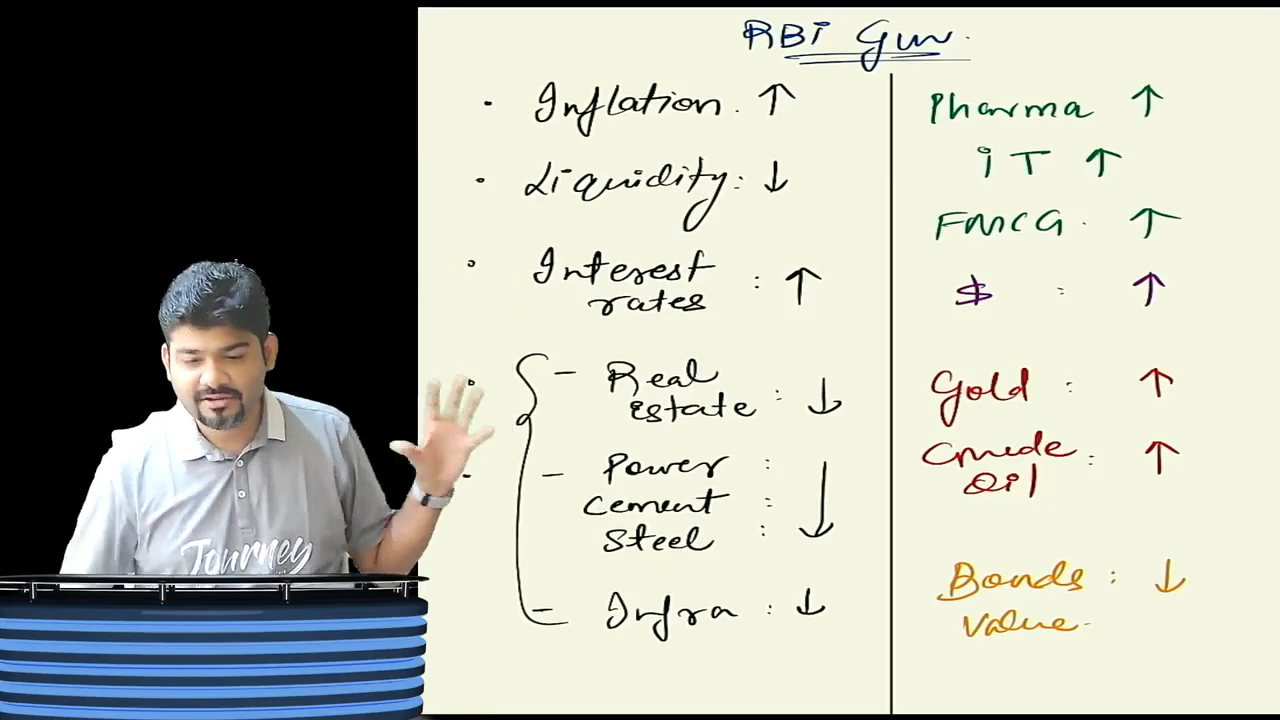 RBI Gun.
• Inflation. ↑
• Liquidity: ↓
• Interest
rates : ↑
- Real
Estate : ↓
- Power :
Cement :
Steel : ↓
- Infra : ↓
Pharma ↑
IT ↑
FMCG. ↑
$ : ↑
Gold : ↑
Crude
Oil : ↑
Bonds : ↓
Value.
Journey